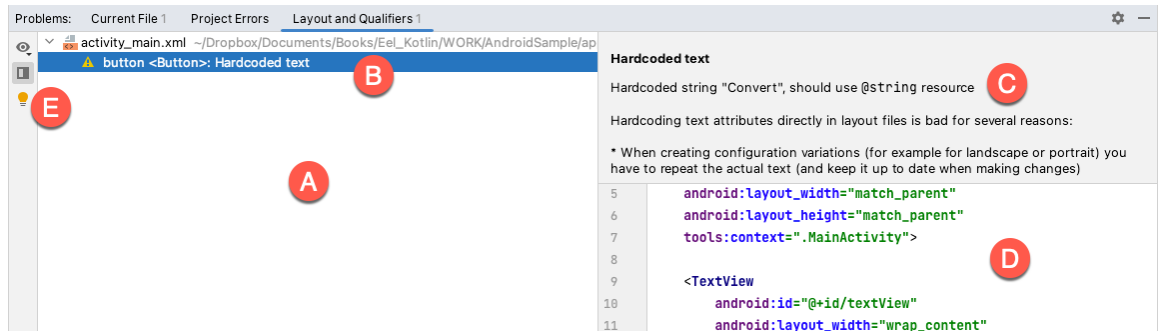 Problems: Current File 1 Project Errors Layout and Qualifiers 1
activity_main.xml ~/Dropbox/Documents/Books/Eel_Kotlin/WORK/AndroidSample/ap
button <Button>: Hardcoded text
B
E
A
Hardcoded text
Hardcoded string "Convert", should use @string resource
C
Hardcoding text attributes directly in layout files is bad for several reasons:
* When creating configuration variations (for example for landscape or portrait) you
have to repeat the actual text (and keep it up to date when making changes)
5 android:layout_width="match_parent"
6 android:layout_height="match_parent"
7 tools:context=".MainActivity">
8
D
9 <TextView
10 android:id="@+id/textView"
11 android:layout_width="wrap_content"